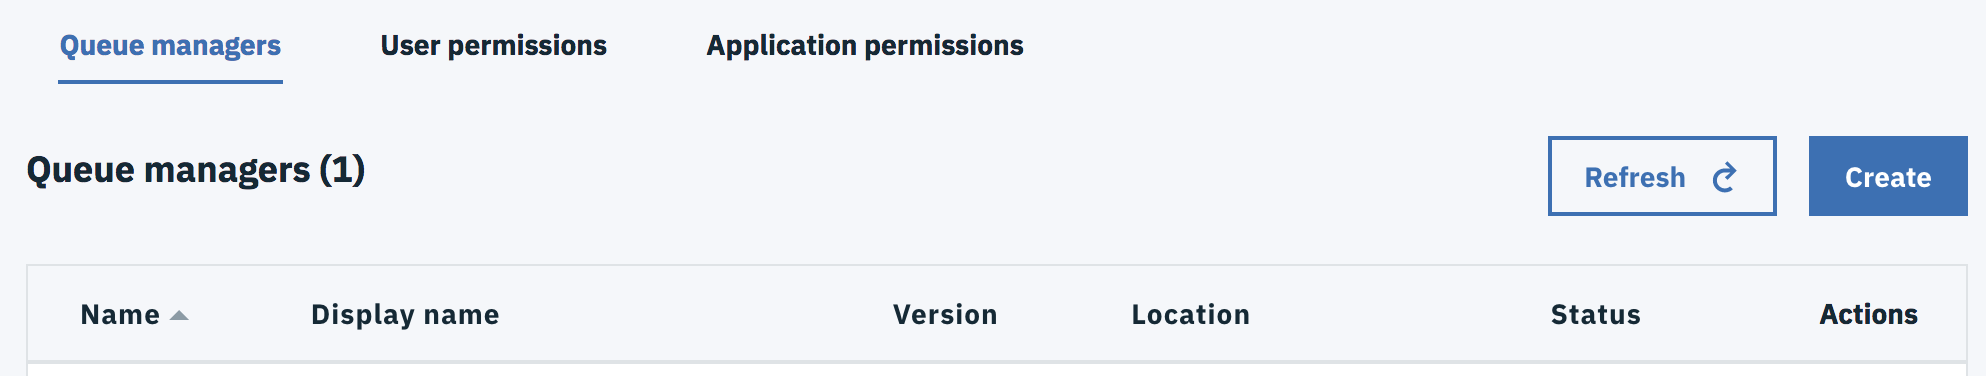 Queue managers User permissions Application permissions
Queue managers (1)
Refresh Create
Name Display name Version Location Status Actions